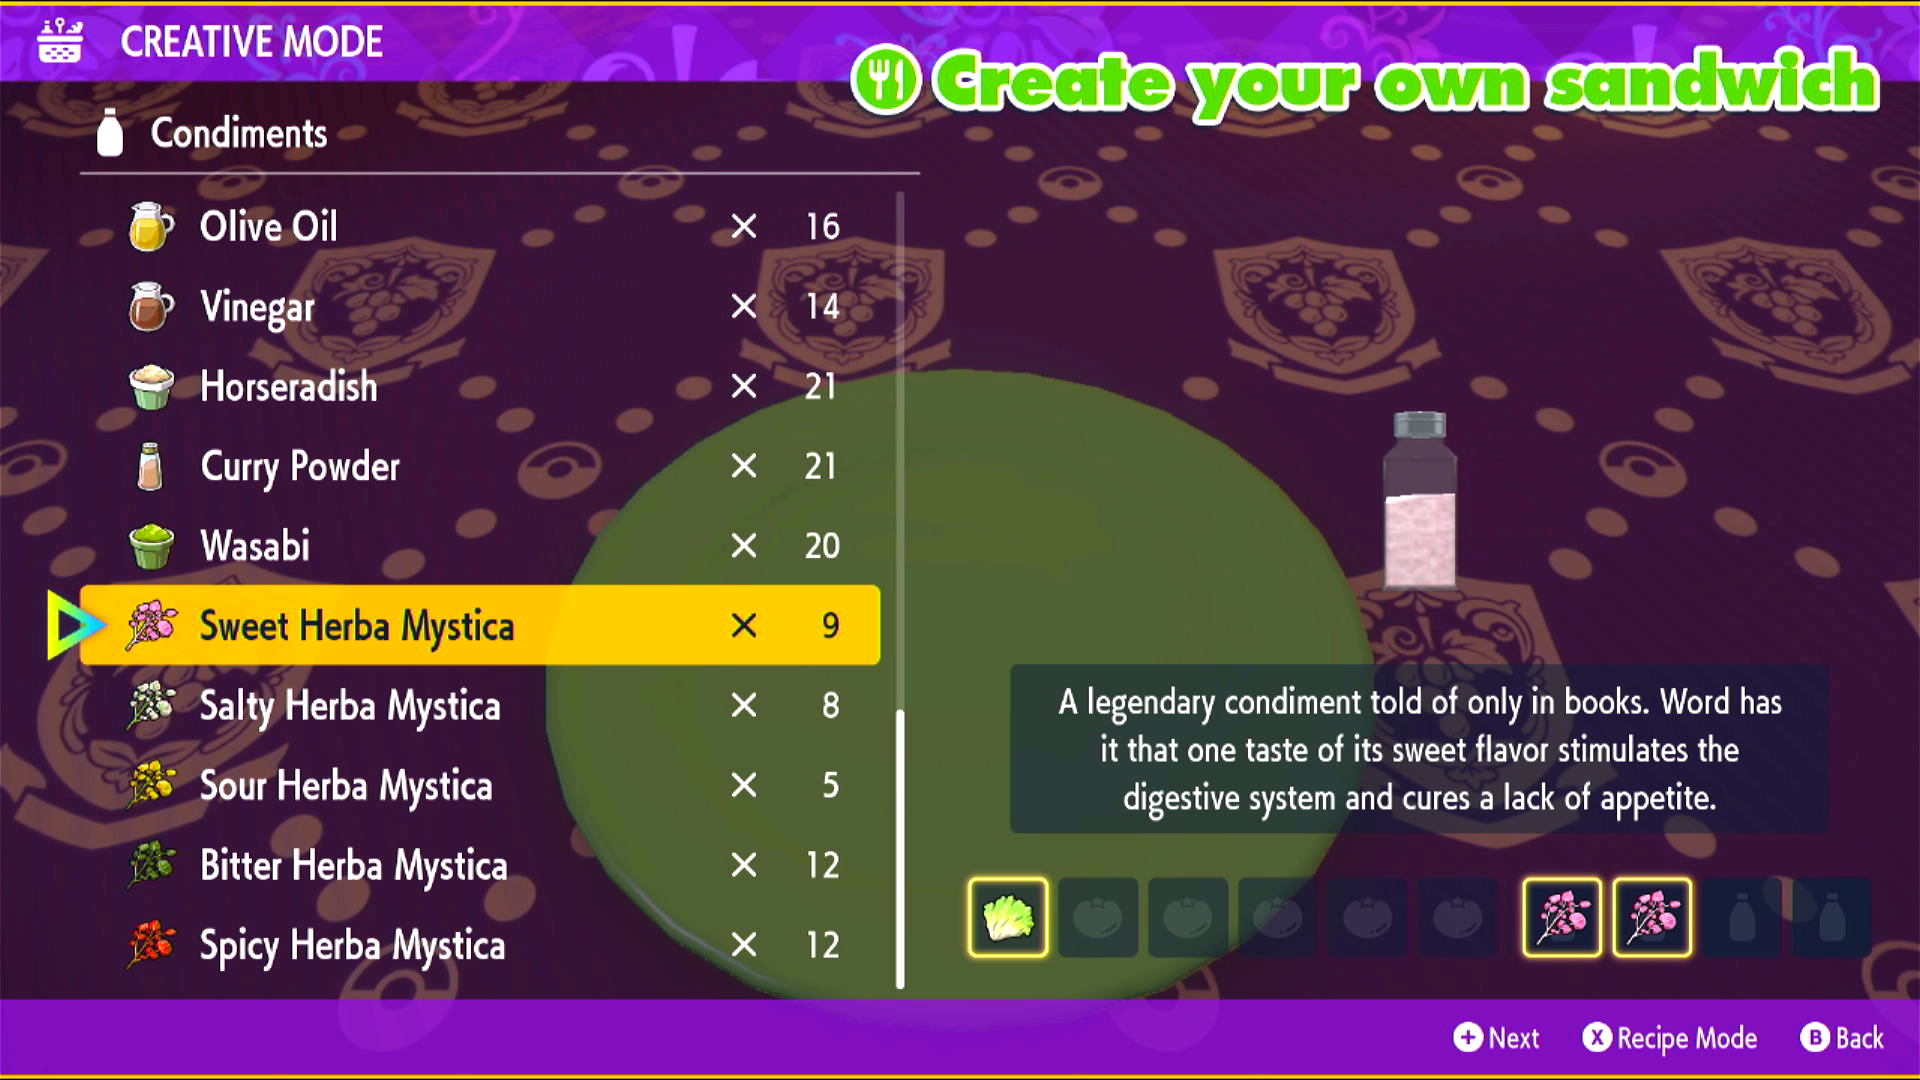 CREATIVE MODE
Create your own sandwich
Condiments
Olive Oil × 16
Vinegar × 14
Horseradish × 21
Curry Powder × 21
Wasabi × 20
Sweet Herba Mystica × 9
Salty Herba Mystica × 8
Sour Herba Mystica × 5
Bitter Herba Mystica × 12
Spicy Herba Mystica × 12
A legendary condiment told of only in books. Word has
it that one taste of its sweet flavor stimulates the
digestive system and cures a lack of appetite.
+ Next X Recipe Mode B Back